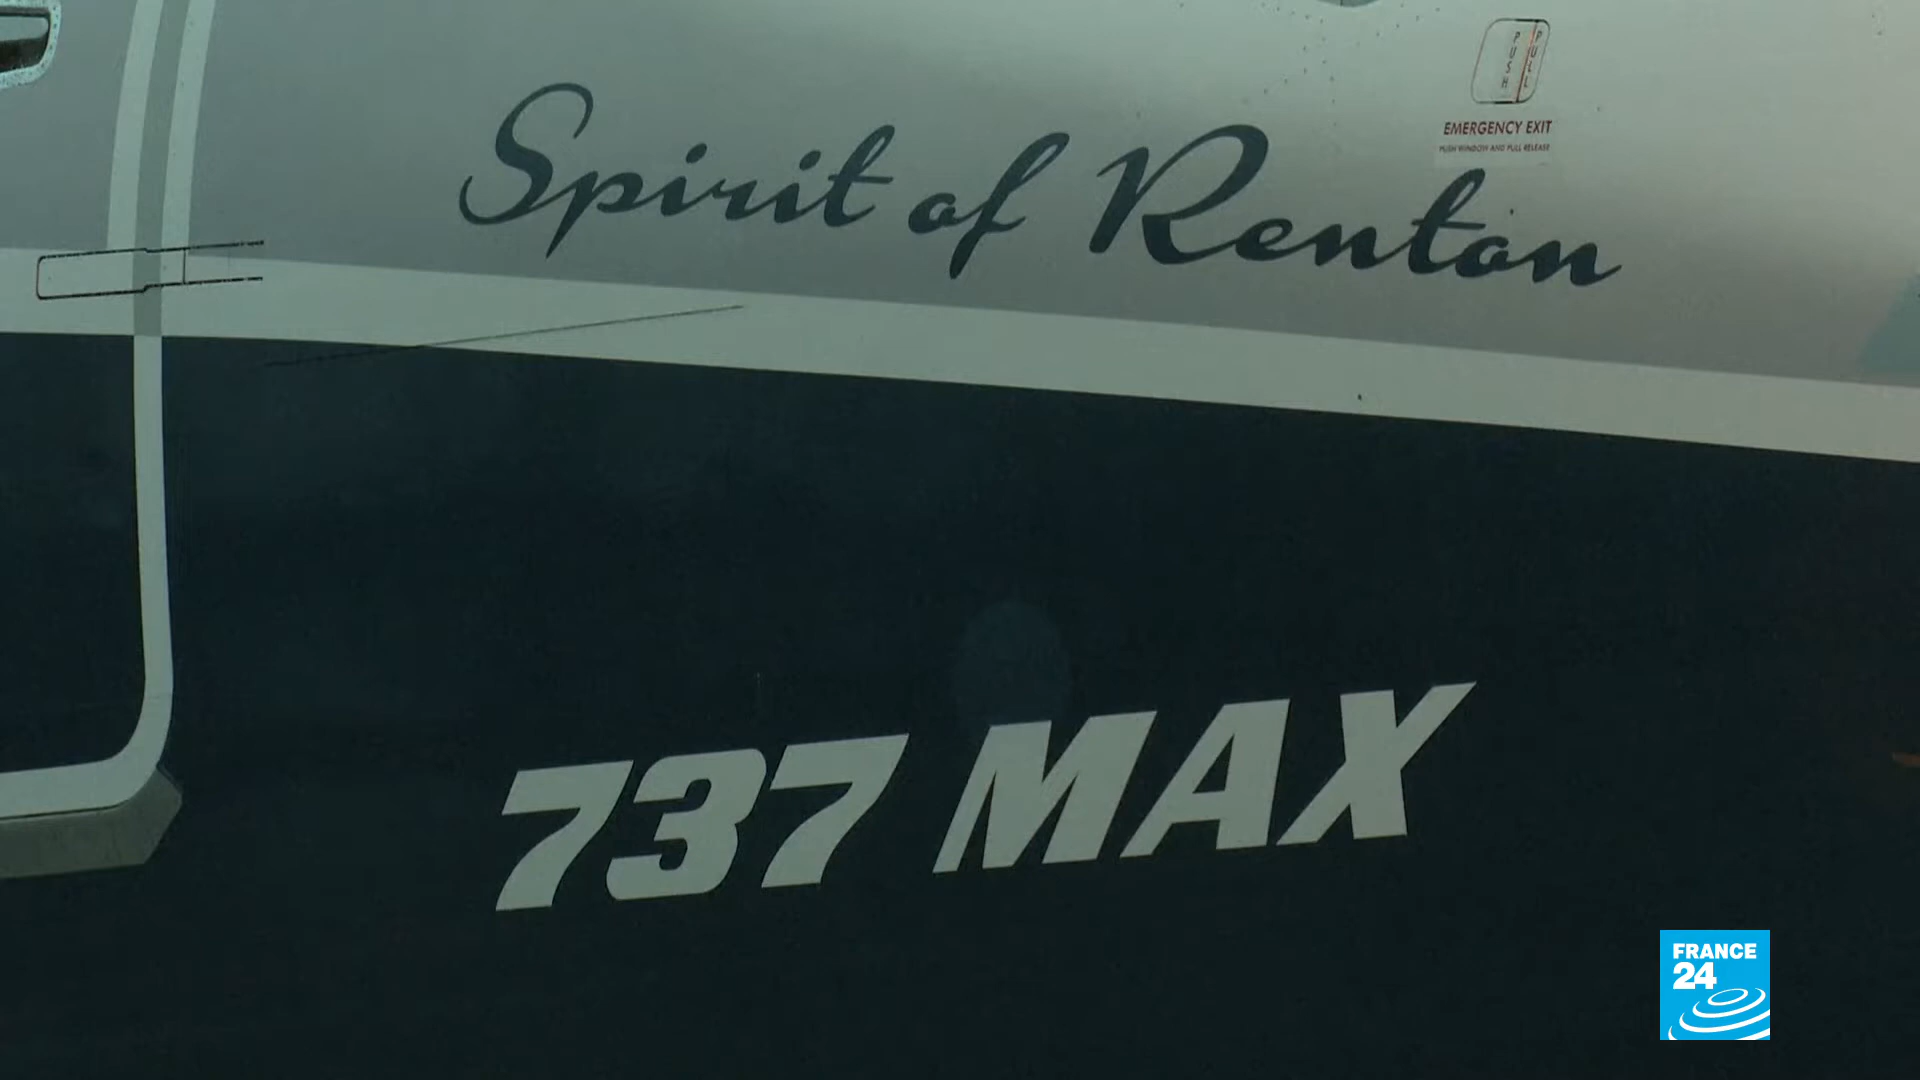 PUSH PULL
EMERGENCY EXIT
PUSH WINDOW AND PULL RELEASE
Spirit of Renton
737 MAX
FRANCE
24